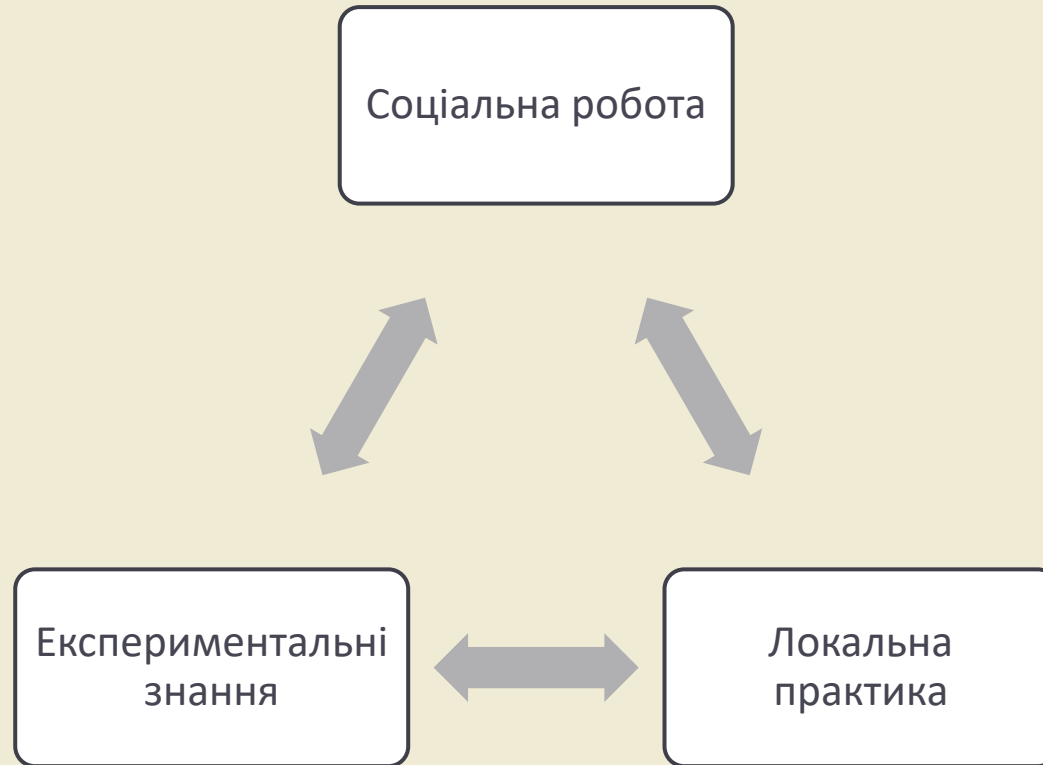 Соціальна робота
Експериментальні
знання
Локальна
практика